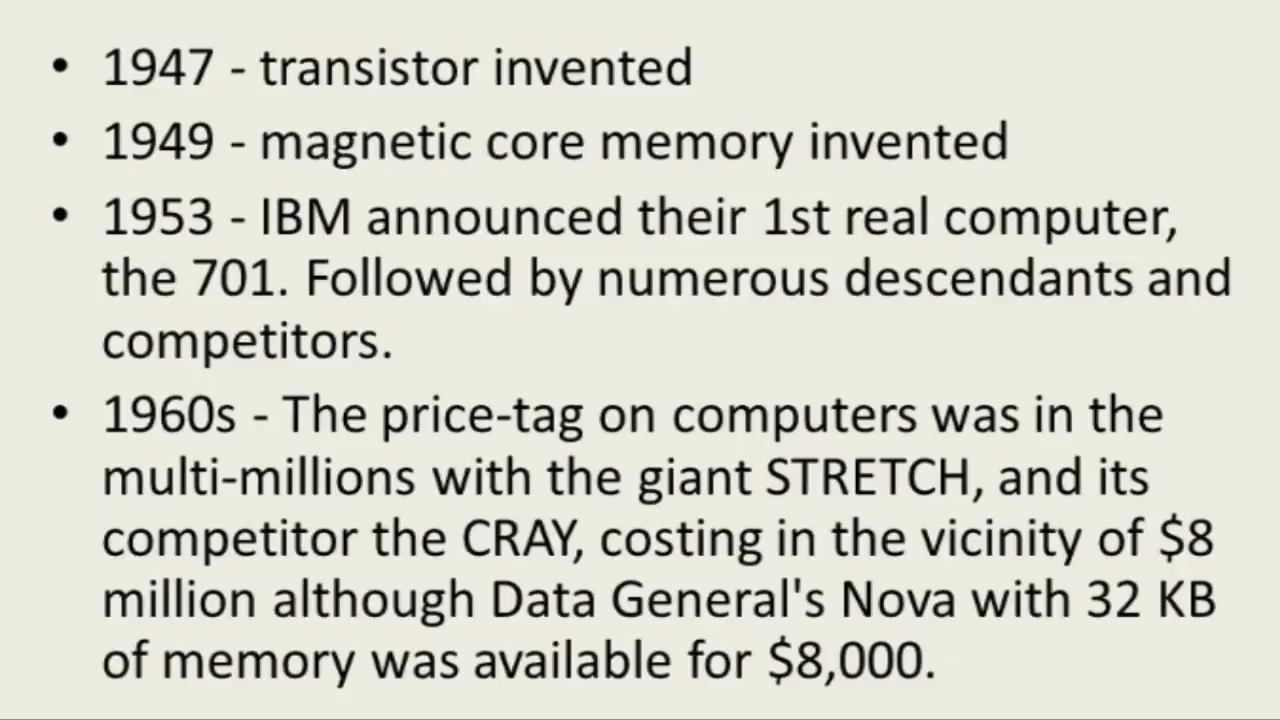 • 1947 - transistor invented
• 1949 - magnetic core memory invented
• 1953 - IBM announced their 1st real computer,
the 701. Followed by numerous descendants and
competitors.
• 1960s - The price-tag on computers was in the
multi-millions with the giant STRETCH, and its
competitor the CRAY, costing in the vicinity of $8
million although Data General's Nova with 32 KB
of memory was available for $8,000.